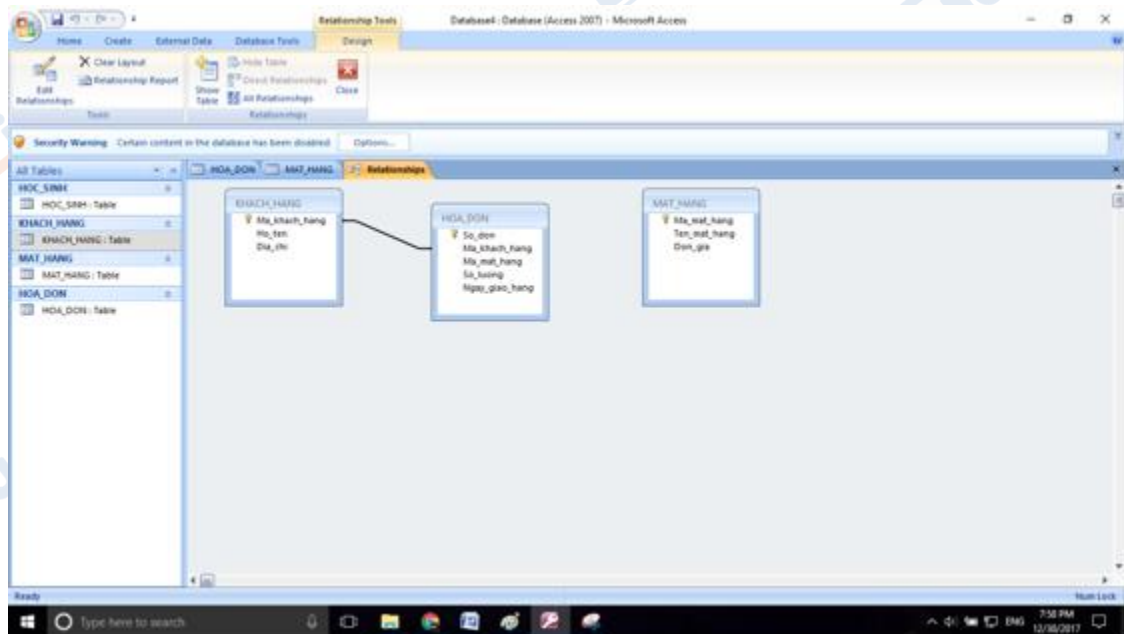 Relationship Tools
Database4 : Database (Access 2007) - Microsoft Access
Home Create External Data Database Tools Design
Edit Relationships
Clear Layout
Relationship Report
Tools
Show Table
Hide Table
Direct Relationships
All Relationships
Close
Relationships
Security Warning Certain content in the database has been disabled Options...
All Tables
HOA_DON MAT_HANG Relationships
HOC_SINH
HOC_SINH : Table
KHACH_HANG
KHACH_HANG : Table
MAT_HANG
MAT_HANG : Table
HOA_DON
HOA_DON : Table
KHACH_HANG
Ma_khach_hang
Ho_ten
Dia_chi
HOA_DON
So_don
Ma_khach_hang
Ma_mat_hang
So_luong
Ngay_giao_hang
MAT_HANG
Ma_mat_hang
Ten_mat_hang
Don_gia
Ready
Num Lock
Type here to search
ENG
7:58 PM
12/30/2017